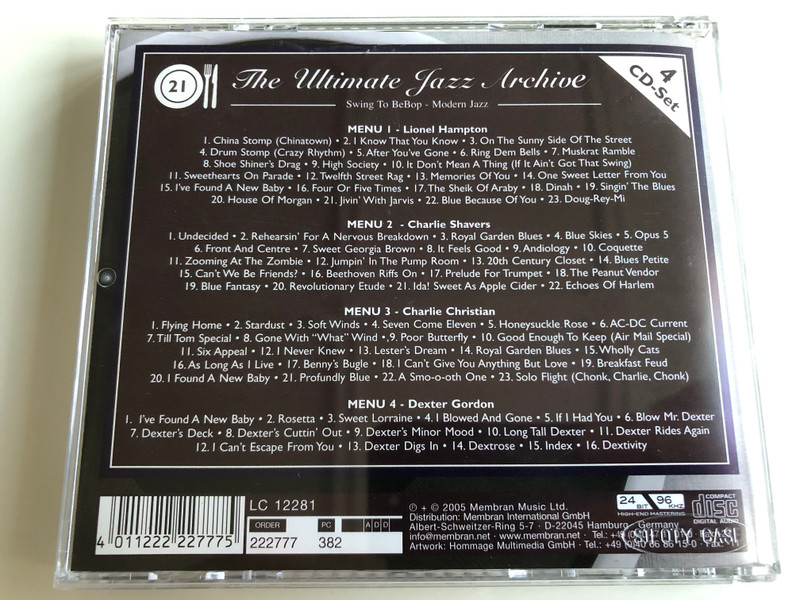 21 The Ultimate Jazz Archive
4
CD-Set
Swing To BeBop - Modern Jazz
MENU 1 - Lionel Hampton
1. China Stomp (Chinatown) • 2. I Know That You Know • 3. On The Sunny Side Of The Street
4. Drum Stomp (Crazy Rhythm) • 5. After You've Gone • 6. Ring Dem Bells • 7. Muskrat Ramble
8. Shoe Shiner's Drag • 9. High Society • 10. It Don't Mean A Thing (If It Ain't Got That Swing)
11. Sweethearts On Parade • 12. Twelfth Street Rag • 13. Memories Of You • 14. One Sweet Letter From You
15. I've Found A New Baby • 16. Four Or Five Times • 17. The Sheik Of Araby • 18. Dinah • 19. Singin' The Blues
20. House Of Morgan • 21. Jivin' With Jarvis • 22. Blue Because Of You • 23. Doug-Rey-Mi
MENU 2 - Charlie Shavers
1. Undecided • 2. Rehearsin' For A Nervous Breakdown • 3. Royal Garden Blues • 4. Blue Skies • 5. Opus 5
6. Front And Centre • 7. Sweet Georgia Brown • 8. It Feels Good • 9. Andiology • 10. Coquette
11. Zooming At The Zombie • 12. Jumpin' In The Pump Room • 13. 20th Century Closet • 14. Blues Petite
15. Can't We Be Friends? • 16. Beethoven Riffs On • 17. Prelude For Trumpet • 18. The Peanut Vendor
19. Blue Fantasy • 20. Revolutionary Etude • 21. Ida! Sweet As Apple Cider • 22. Echoes Of Harlem
MENU 3 - Charlie Christian
1. Flying Home • 2. Stardust • 3. Soft Winds • 4. Seven Come Eleven • 5. Honeysuckle Rose • 6. AC-DC Current
7. Till Tom Special • 8. Gone With "What" Wind •,9. Poor Butterfly • 10. Good Enough To Keep (Air Mail Special)
11. Six Appeal • 12. I Never Knew • 13. Lester's Dream • 14. Royal Garden Blues • 15. Wholly Cats
16. As Long As I Live • 17. Benny's Bugle • 18. I Can't Give You Anything But Love • 19. Breakfast Feud
20. I Found A New Baby • 21. Profundly Blue • 22. A Smo-o-oth One • 23. Solo Flight (Chonk, Charlie, Chonk)
MENU 4 - Dexter Gordon
1. I've Found A New Baby • 2. Rosetta • 3. Sweet Lorraine • 4. I Blowed And Gone • 5. If I Had You • 6. Blow Mr. Dexter
7. Dexter's Deck • 8. Dexter's Cuttin' Out • 9. Dexter's Minor Mood • 10. Long Tall Dexter • 11. Dexter Rides Again
12. I Can't Escape From You • 13. Dexter Digs In • 14. Dextrose • 15. Index • 16. Dextivity
4 011222 227775
LC 12281
ORDER PC A D D
222777 382
℗ + © 2005 Membran Music Ltd.
Distribution: Membran International GmbH
Albert-Schweitzer-Ring 5-7 · D-22045 Hamburg · Germany
info@membran.net · www.membran.net · Tel.: +49
Artwork: Hommage Multimedia GmbH · Tel.: +49
24 BIT 96 KHZ
HIGH-END MASTERING
COMPACT
disc
DIGITAL AUDIO